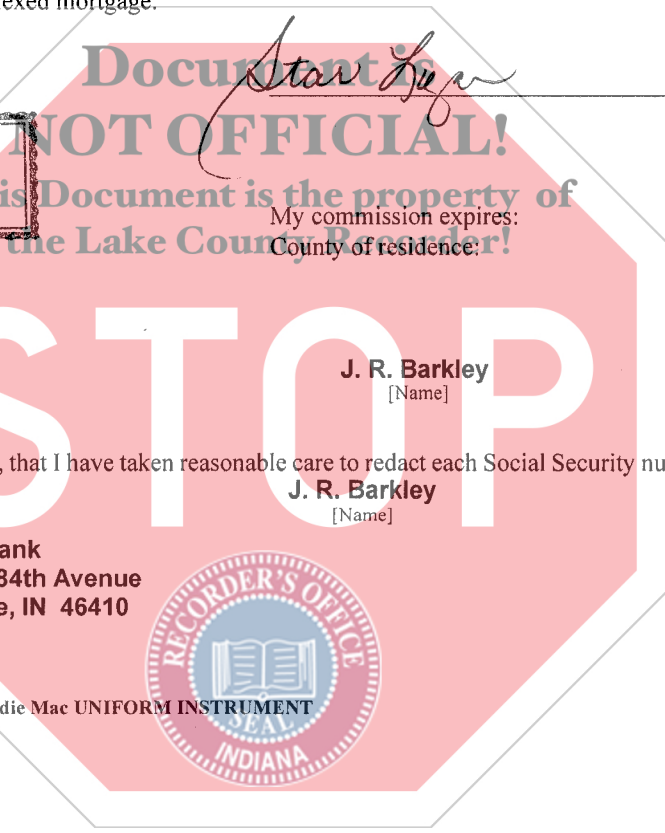 exed mortgage.
Document is
NOT OFFICIAL!
is Document is the property of
the Lake County Recorder!
My commission expires:
County of residence:
STOP
J. R. Barkley
[Name]
, that I have taken reasonable care to redact each Social Security nu
J. R. Barkley
[Name]
ank
84th Avenue
e, IN 46410
RECORDER'S OFFICE
SEAL
INDIANA
die Mac UNIFORM INSTRUMENT